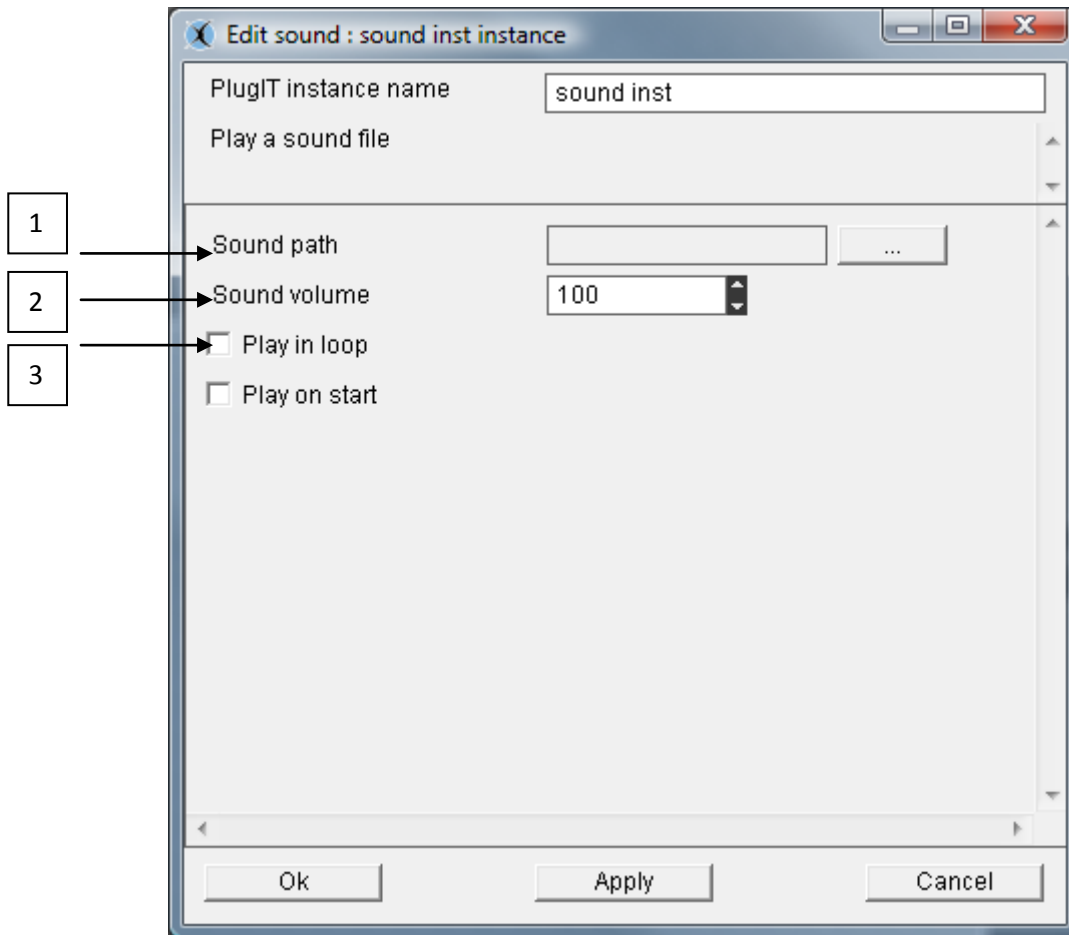 Edit sound : sound inst instance
PlugIT instance name
sound inst
Play a sound file
1
Sound path
...
2
Sound volume
100
3
Play in loop
Play on start
Ok
Apply
Cancel